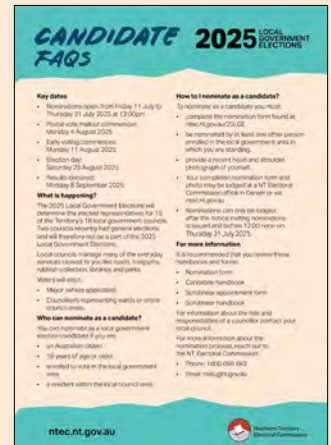 CANDIDATE
FAQS
2025 LOCAL
GOVERNMENT
ELECTIONS
Key dates
• Nominations open from Friday 11 July to
Thursday 31 July 2025 at 12:00pm
• Postal vote mailout commences:
Monday 4 August 2025
• Early voting commences:
Monday 11 August 2025
• Election day:
Saturday 23 August 2025
• Results declared:
Monday 8 September 2025
What is happening?
The 2025 Local Government Elections will
determine the elected representatives for 15
of the Territory's 18 local government councils.
Two councils recently had general elections
and will therefore not be a part of the 2025
Local Government Elections.
Local councils manage many of the everyday
services closest to you like roads, footpaths,
rubbish collection, libraries and parks.
Voters will elect:
• Mayor (where applicable)
• Councillors representing wards or entire
council areas.
Who can nominate as a candidate?
You can nominate as a local government
election candidate if you are:
• an Australian citizen
• 18 years of age or older
• enrolled to vote in the local government
area
• a resident within the local council area.
How to I nominate as a candidate?
To nominate as a candidate you must:
• complete the nomination form found at
ntec.nt.gov.au/25LGE
• be nominated by at least one other person
enrolled in the local government area in
which you are standing.
• provide a recent head and shoulders
photograph of yourself.
• Your completed nomination form and
photo may be lodged at a NT Electoral
Commission office in Darwin or via
ntec.nt.gov.au
• Nominations can only be lodged
after the notice inviting nominations
is issued and before 12:00 noon on
Thursday 31 July 2025.
For more information
It is recommended that you review these
handbooks and forms:
• Nomination form
• Candidate handbook
• Scrutineer appointment form
• Scrutineer handbook
For information about the role and
responsibilities of a councillor contact your
local council.
For more information about the
nomination process, reach out to
the NT Electoral Commission:
• Phone: 1800 698 683
• Email: ntec@nt.gov.au
ntec.nt.gov.au
Northern Territory
Electoral Commission